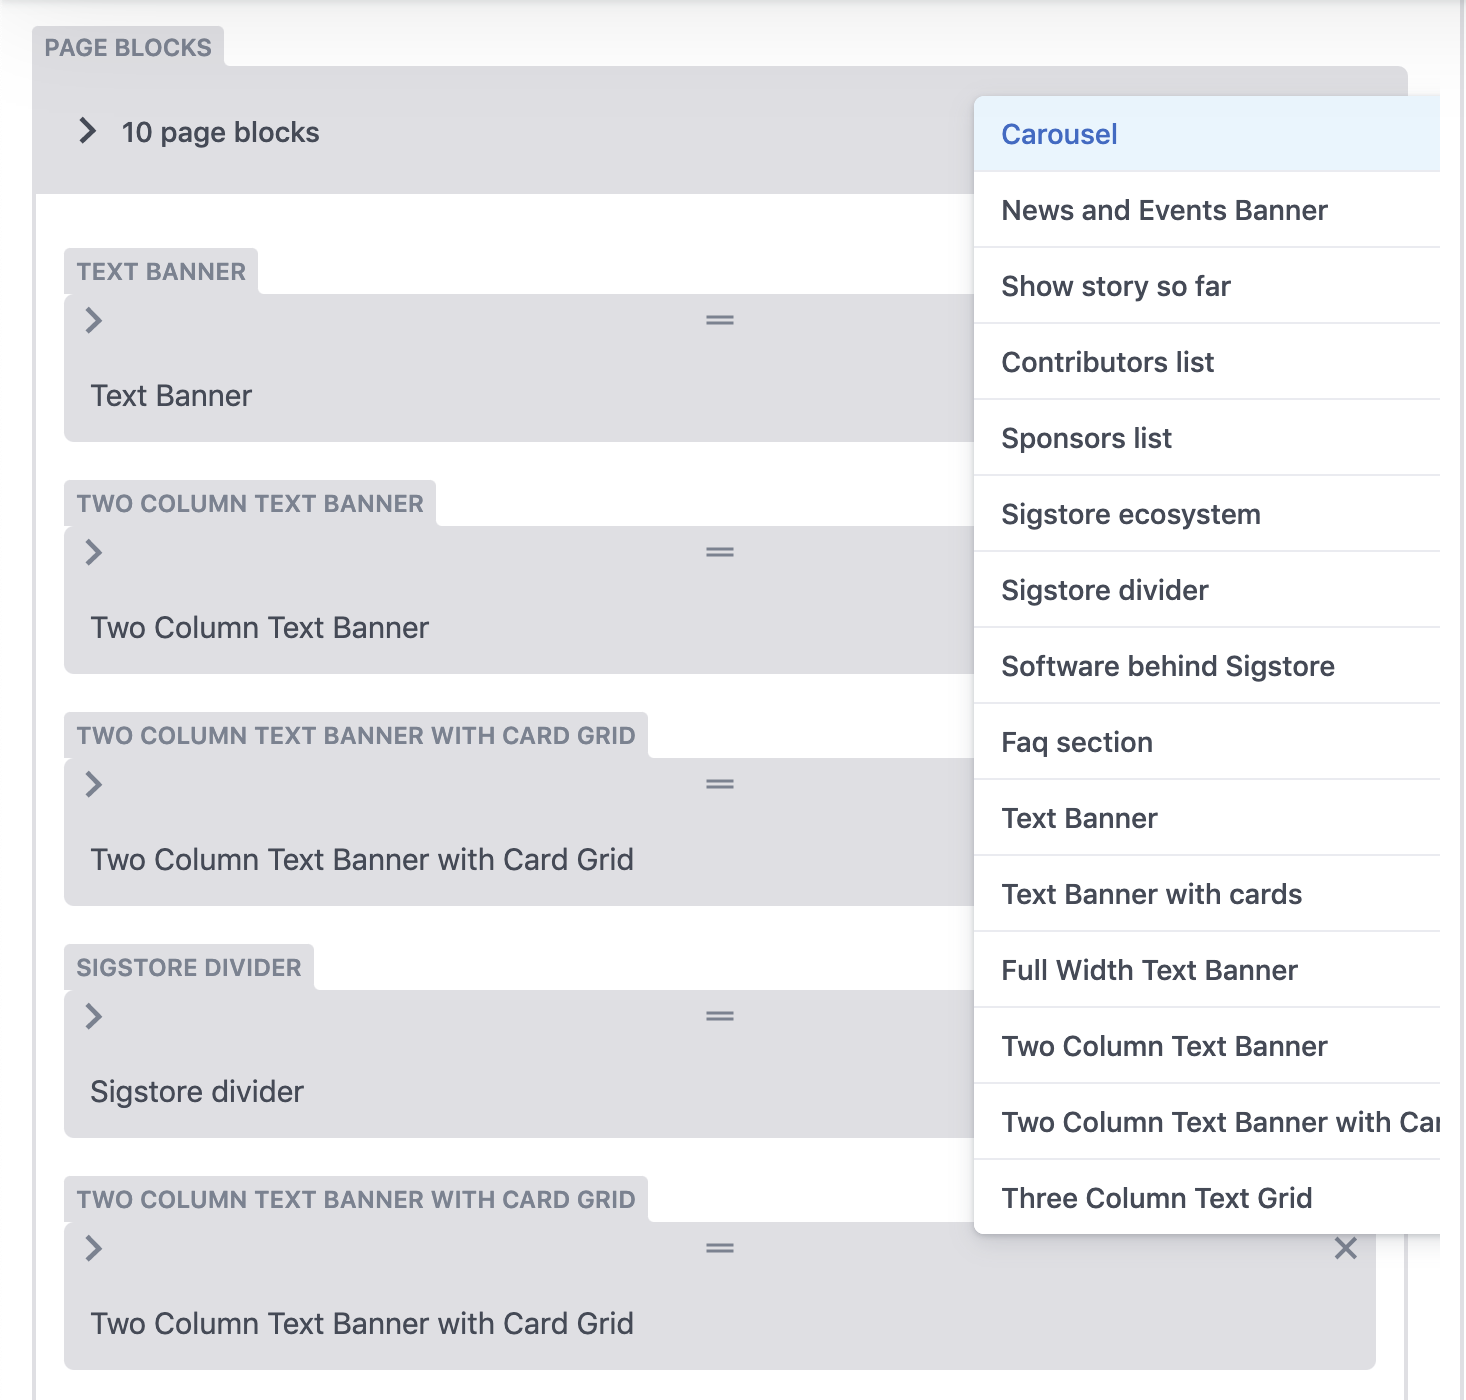 PAGE BLOCKS
10 page blocks
TEXT BANNER
Text Banner
TWO COLUMN TEXT BANNER
Two Column Text Banner
TWO COLUMN TEXT BANNER WITH CARD GRID
Two Column Text Banner with Card Grid
SIGSTORE DIVIDER
Sigstore divider
TWO COLUMN TEXT BANNER WITH CARD GRID
Two Column Text Banner with Card Grid
Carousel
News and Events Banner
Show story so far
Contributors list
Sponsors list
Sigstore ecosystem
Sigstore divider
Software behind Sigstore
Faq section
Text Banner
Text Banner with cards
Full Width Text Banner
Two Column Text Banner
Two Column Text Banner with
Three Column Text Grid